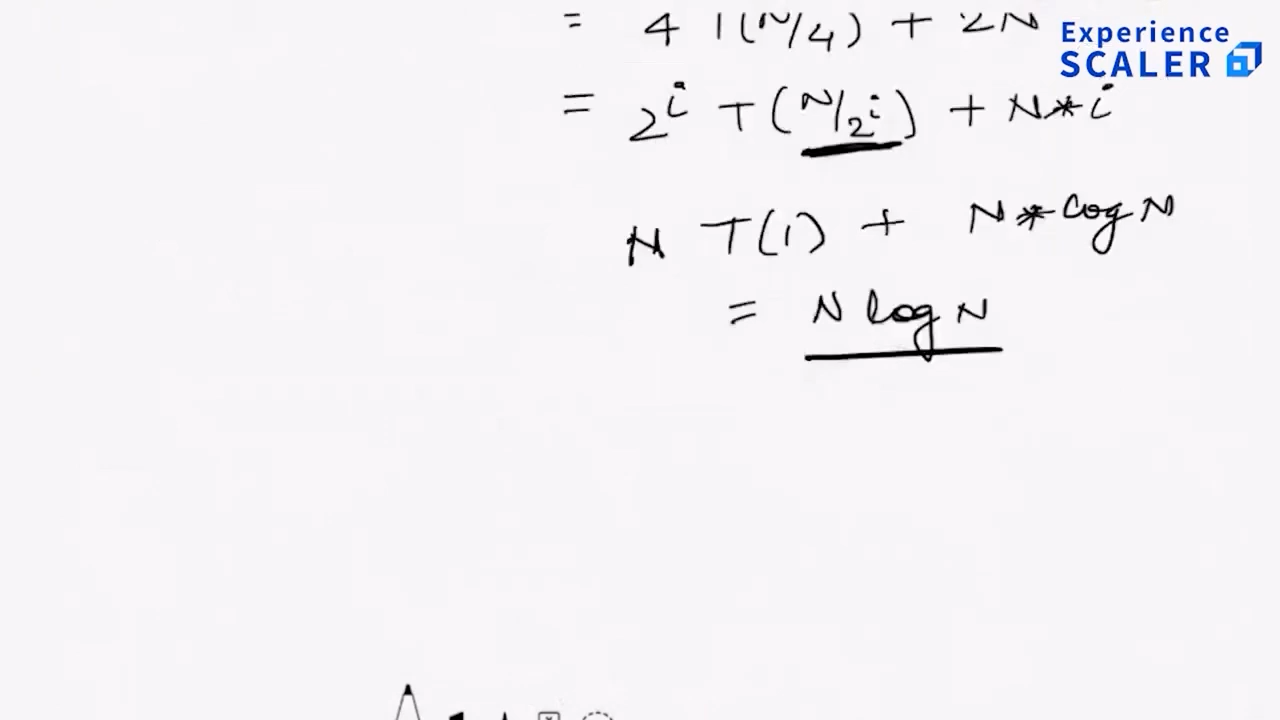 = 4 T(N/4) + 2N
Experience
SCALER
= 2^i T(N/2^i) + N*i
N T(1) + N*log N
= N log N